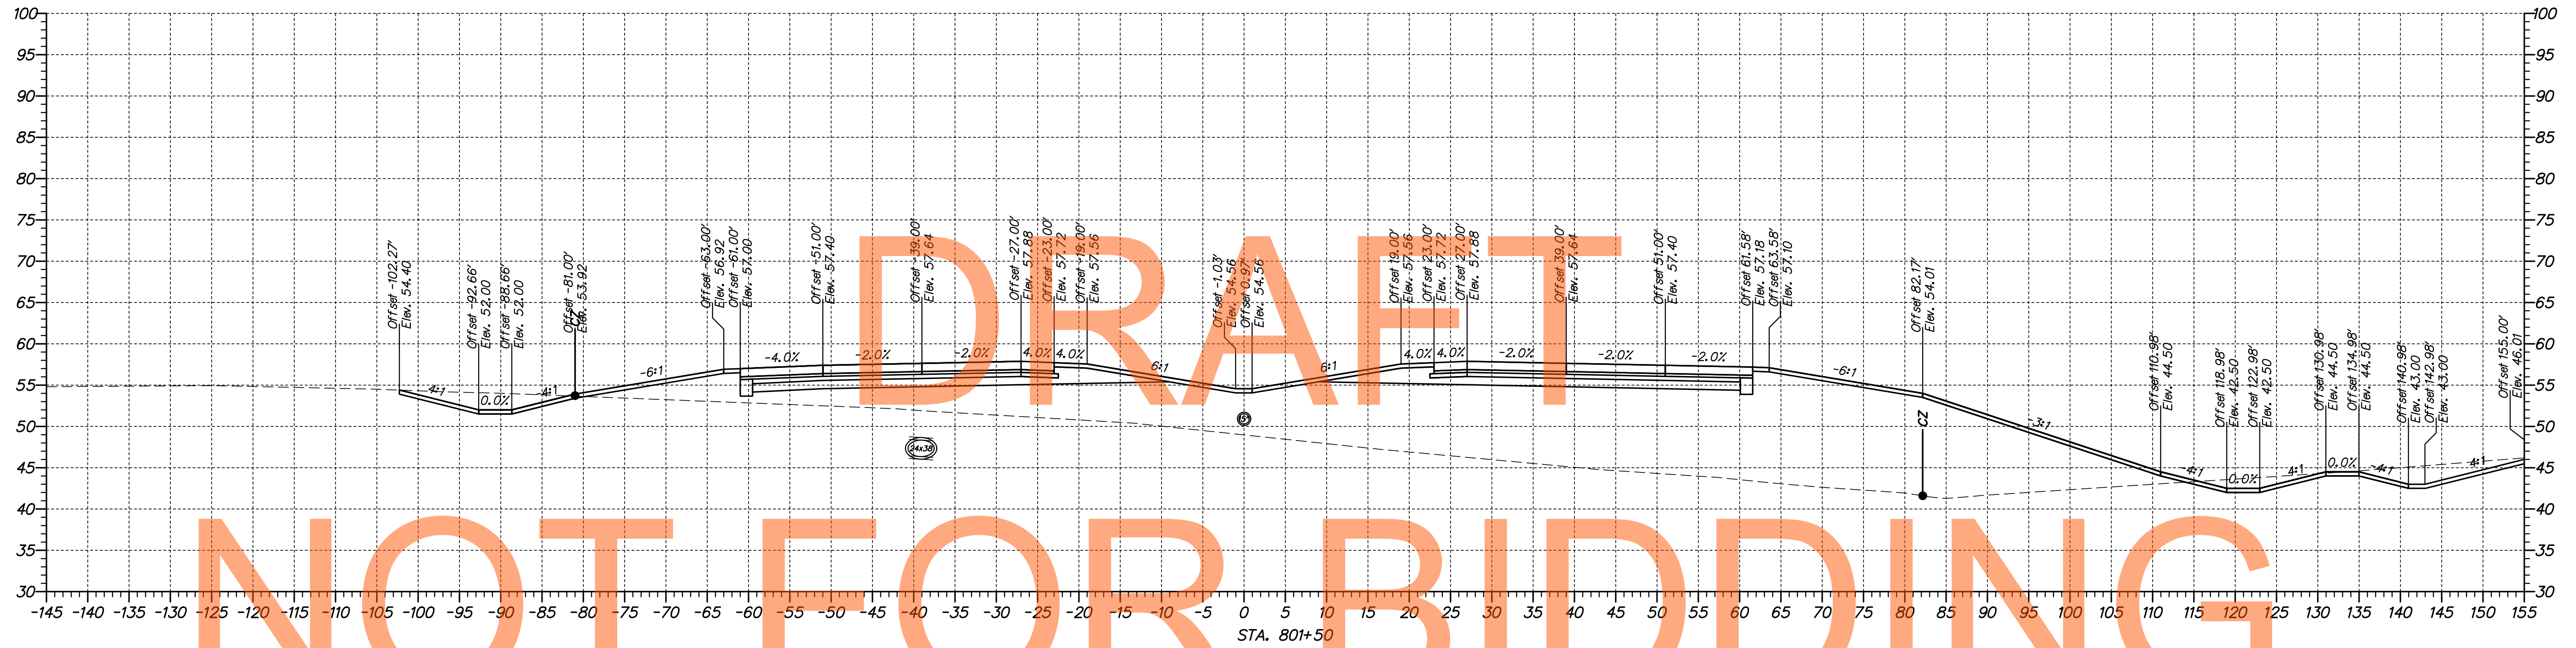 100
95
90
85
80
75
70
65
60
55
50
45
40
35
30
100
95
90
85
80
75
70
65
60
55
50
45
40
35
30
Offset -102.27'
Elev. 54.40
Offset -92.66'
Elev. 52.00
Offset -88.66'
Elev. 52.00
Offset -81.00'
Elev. 53.92
CZ
Offset -63.00'
Elev. 56.92
Offset -61.00'
Elev. 57.00
Offset -51.00'
Elev. 57.40
Offset -39.00'
Elev. 57.64
Offset -27.00'
Elev. 57.88
Offset -23.00'
Elev. 57.72
Offset -19.00'
Elev. 57.56
Offset -1.03'
Elev. 54.56
Offset 0.97'
Elev. 54.56
Offset 19.00'
Elev. 57.56
Offset 23.00'
Elev. 57.72
Offset 27.00'
Elev. 57.88
Offset 39.00'
Elev. 57.64
Offset 51.00'
Elev. 57.40
Offset 61.58'
Elev. 57.18
Offset 63.58'
Elev. 57.10
Offset 82.17'
Elev. 54.01
CZ
Offset 110.98'
Elev. 44.50
Offset 118.98'
Elev. 42.50
Offset 122.98'
Elev. 42.50
Offset 130.98'
Elev. 44.50
Offset 134.98'
Elev. 44.50
Offset 140.98'
Elev. 43.00
Offset 142.98'
Elev. 43.00
Offset 155.00'
Elev. 46.01
-4:1
0.0%
-4:1
-6:1
-4.0%
-2.0%
-2.0%
4.0%
4.0%
6:1
6:1
4.0%
4.0%
-2.0%
-2.0%
-2.0%
-6:1
-3:1
-4:1
0.0%
4:1
0.0%
-4:1
4:1
24x38
DRAFT
NOT FOR BIDDING
-145 -140 -135 -130 -125 -120 -115 -110 -105 -100 -95 -90 -85 -80 -75 -70 -65 -60 -55 -50 -45 -40 -35 -30 -25 -20 -15 -10 -5 0 5 10 15 20 25 30 35 40 45 50 55 60 65 70 75 80 85 90 95 100 105 110 115 120 125 130 135 140 145 150 155
STA. 801+50